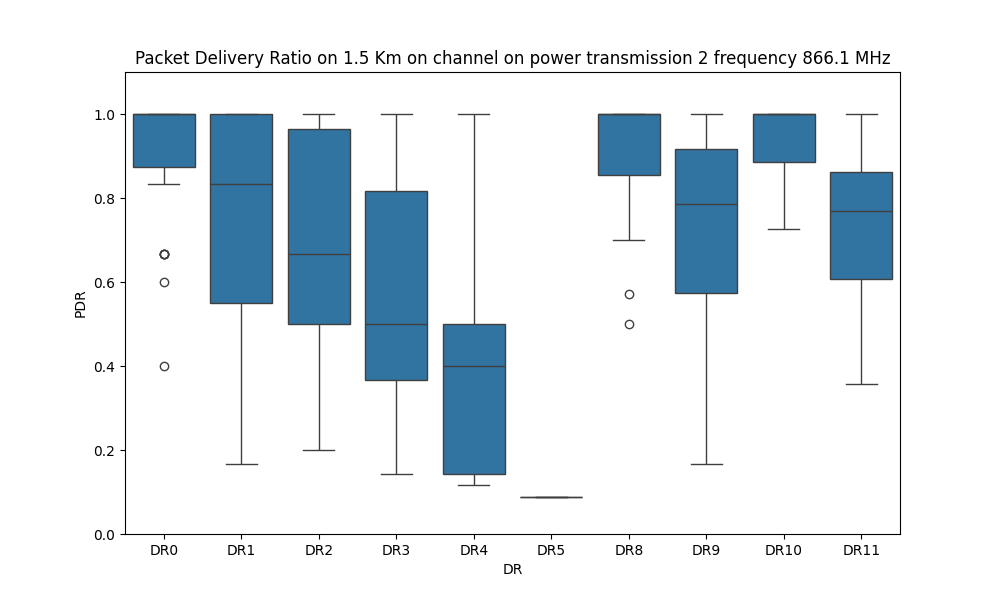 Packet Delivery Ratio on 1.5 Km on channel on power transmission 2 frequency 866.1 MHz
1.0
0.8
0.6
0.4
0.2
0.0
PDR
DR0 DR1 DR2 DR3 DR4 DR5 DR8 DR9 DR10 DR11
DR